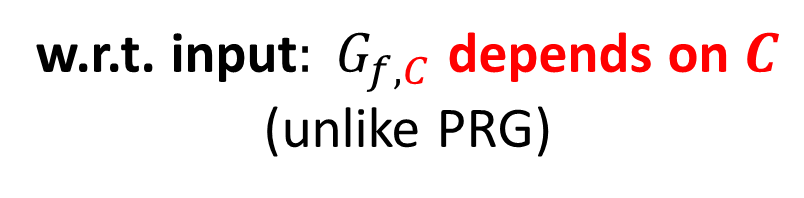 w.r.t. input: G_{f,C} depends on C
(unlike PRG)